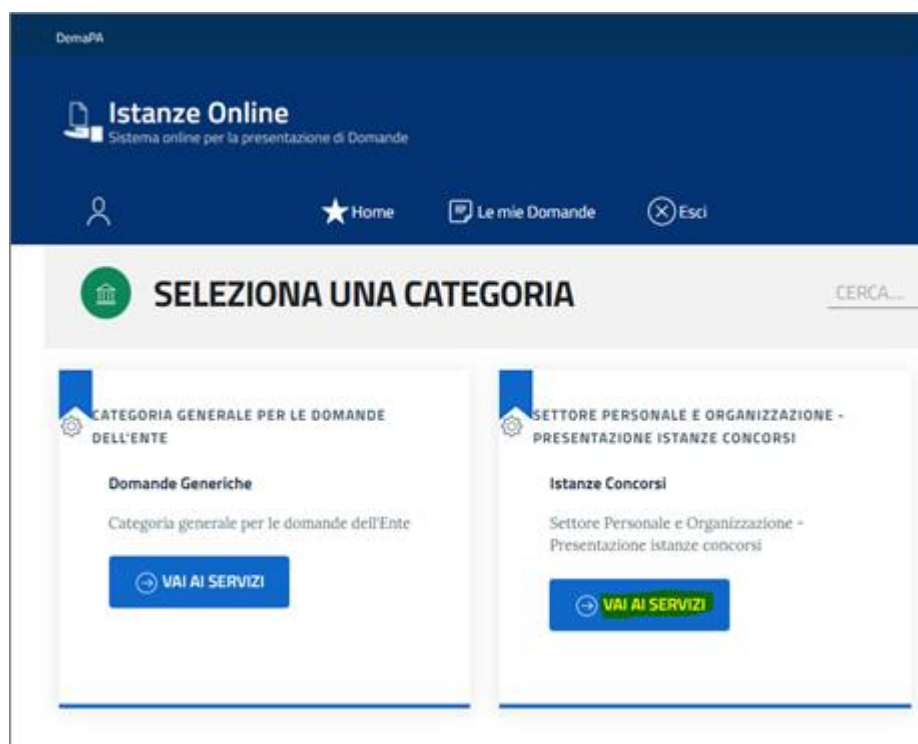 DemaPA
Istanze Online
Sistema online per la presentazione di Domande
Home
Le mie Domande
Esci
SELEZIONA UNA CATEGORIA
CERCA...
CATEGORIA GENERALE PER LE DOMANDE
DELL'ENTE
Domande Generiche
Categoria generale per le domande dell'Ente
VAI AI SERVIZI
SETTORE PERSONALE E ORGANIZZAZIONE -
PRESENTAZIONE ISTANZE CONCORSI
Istanze Concorsi
Settore Personale e Organizzazione -
Presentazione istanze concorsi
VAI AI SERVIZI